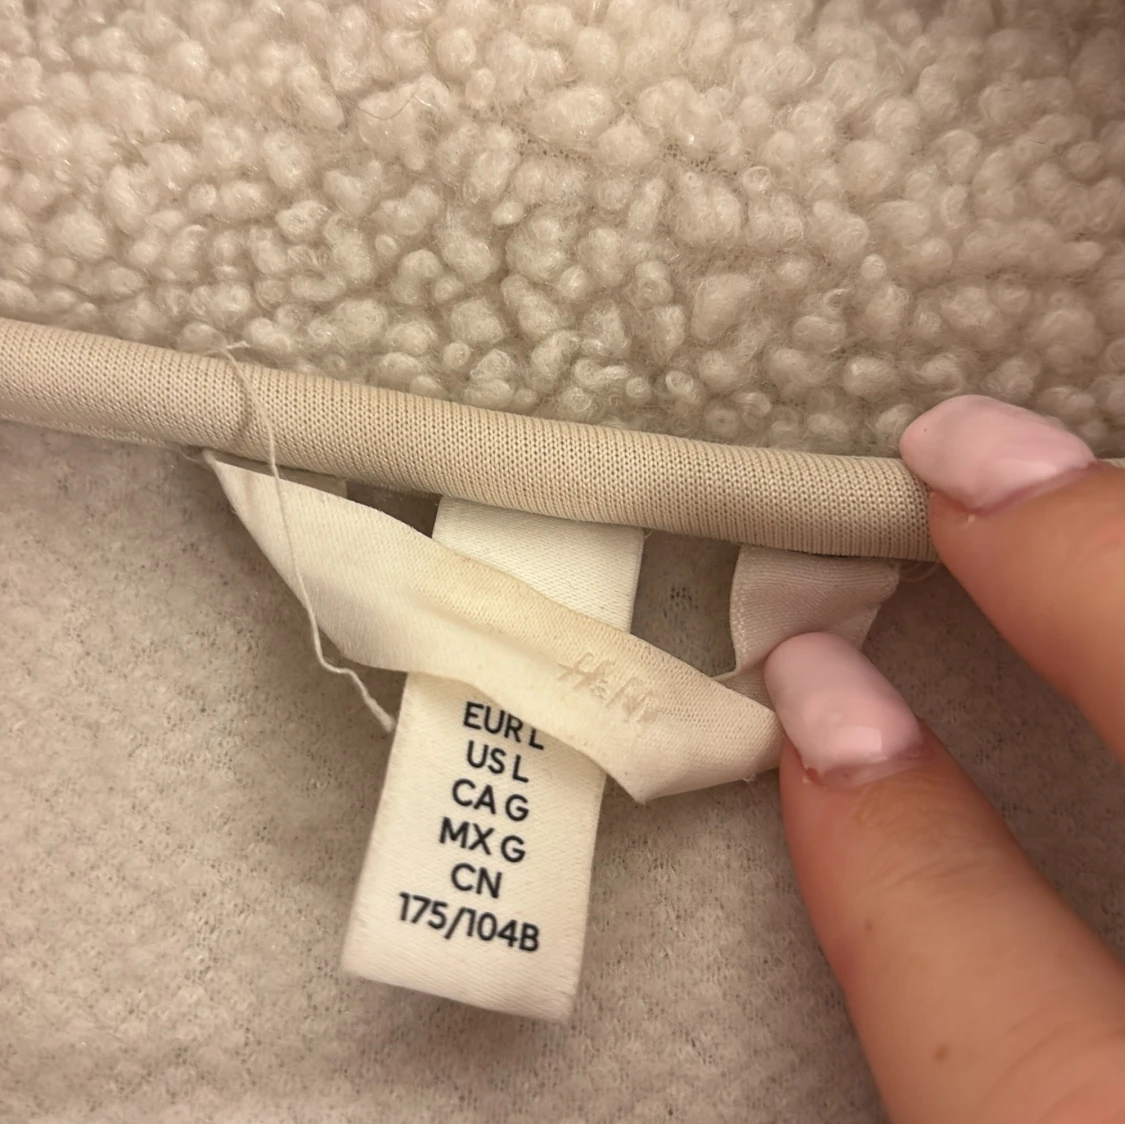 H&M
EUR L
US L
CA G
MX G
CN
175/104B